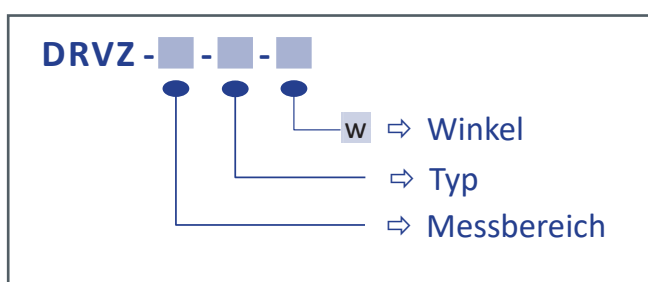 DRVZ - - -
w ⇨ Winkel
⇨ Typ
⇨ Messbereich